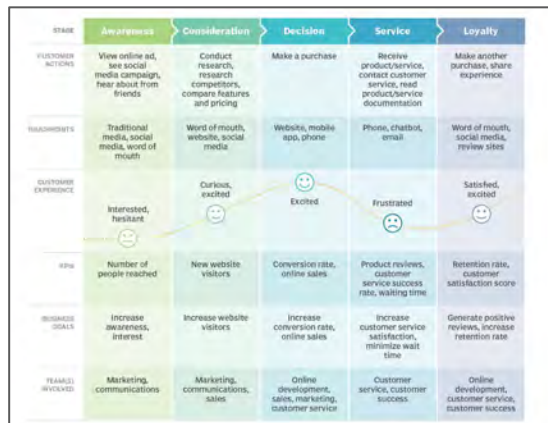 STAGE
Awareness
Consideration
Decision
Service
Loyalty
CUSTOMER
ACTIONS
View online ad,
see social
media campaign,
hear about from
friends
Conduct
research,
research
competitors,
compare features
and pricing
Make a purchase
Receive
product/service,
contact customer
service, read
product/service
documentation
Make another
purchase, share
experience
TOUCHPOINTS
Traditional
media, social
media, word of
mouth
Word of mouth,
website, social
media
Website, mobile
app, phone
Phone, chatbot,
email
Word of mouth,
social media,
review sites
CUSTOMER
EXPERIENCE
Interested,
hesitant
Curious,
excited
Excited
Frustrated
Satisfied,
excited
KPIS
Number of
people reached
New website
visitors
Conversion rate,
online sales
Product reviews,
customer
service success
rate, waiting time
Retention rate,
customer
satisfaction score
BUSINESS
GOALS
Increase
awareness,
interest
Increase website
visitors
Increase
conversion rate,
online sales
Increase
customer service
satisfaction,
minimize wait
time
Generate positive
reviews, increase
retention rate
TEAM(S)
INVOLVED
Marketing,
communications
Marketing,
communications,
sales
Online
development,
sales, marketing,
customer service
Customer
service, customer
success
Online
development,
customer service,
customer success